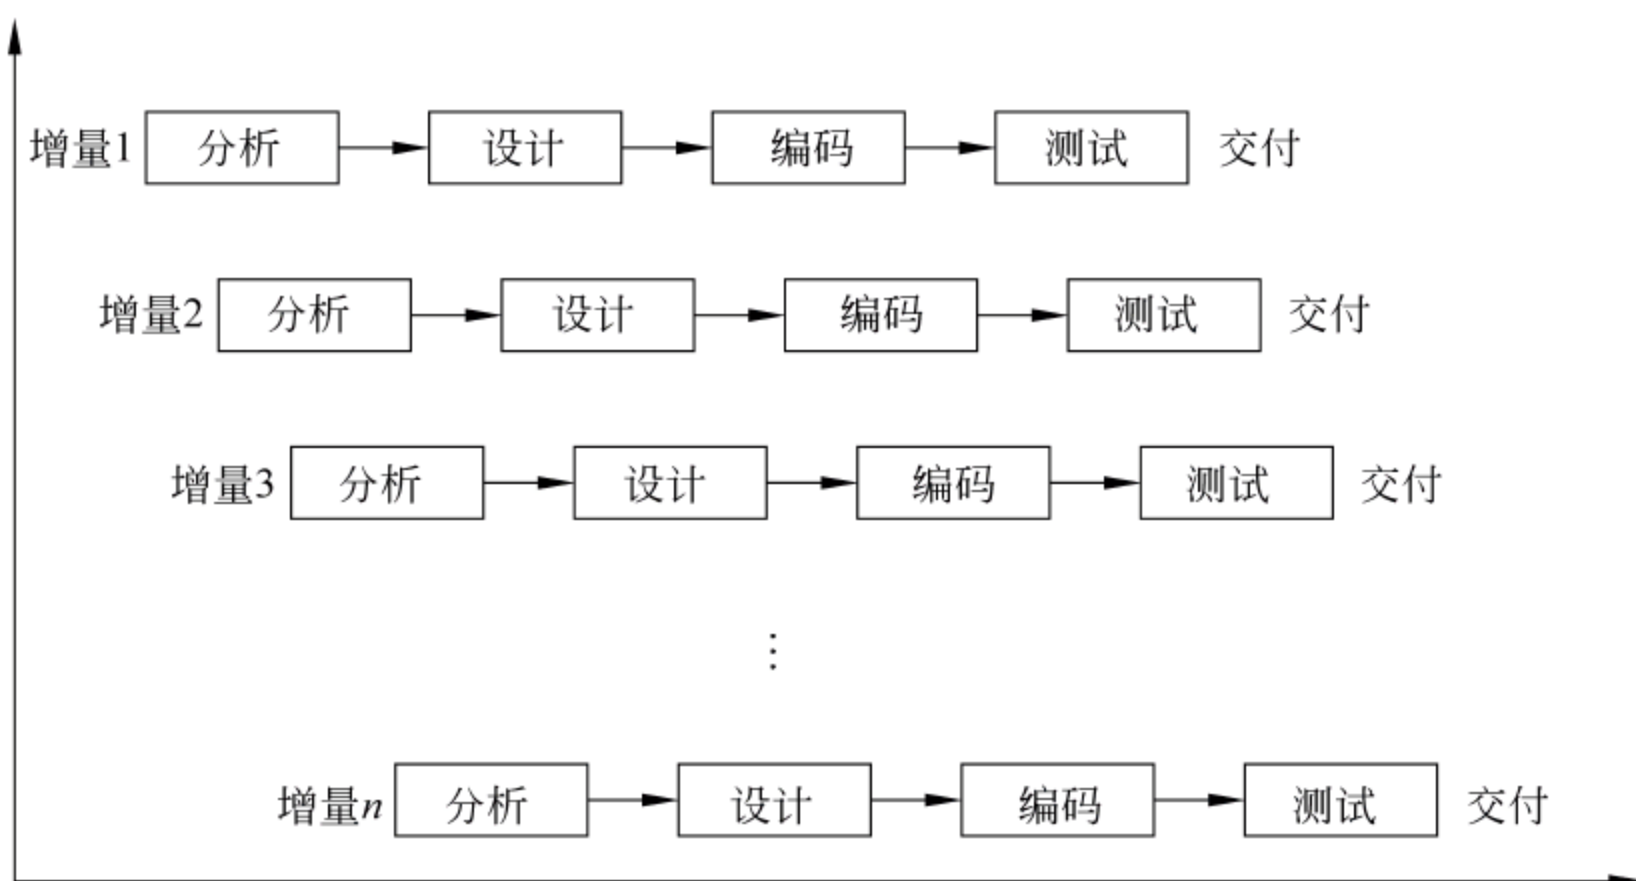 增量1 分析 设计 编码 测试 交付
增量2 分析 设计 编码 测试 交付
增量3 分析 设计 编码 测试 交付
⋮
增量n 分析 设计 编码 测试 交付